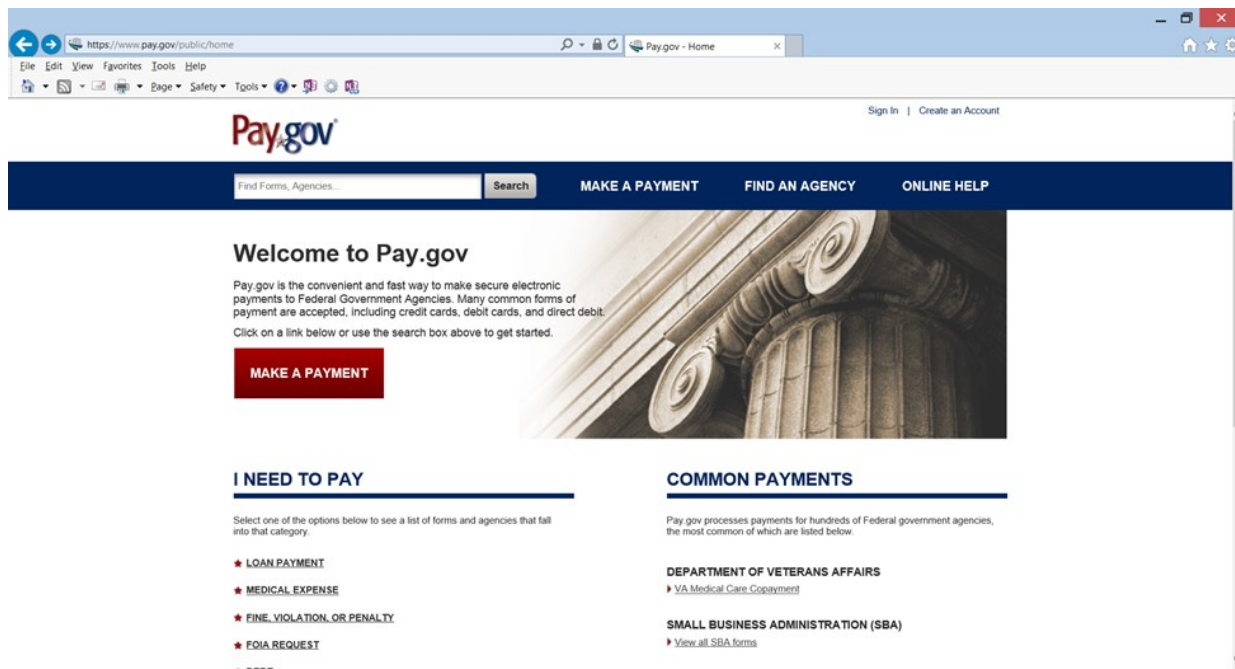 https://www.pay.gov/public/home
Pay.gov - Home
File Edit View Favorites Tools Help
Page Safety Tools
Sign In | Create an Account
Pay.gov
Find Forms, Agencies...
Search
MAKE A PAYMENT
FIND AN AGENCY
ONLINE HELP
Welcome to Pay.gov
Pay.gov is the convenient and fast way to make secure electronic
payments to Federal Government Agencies. Many common forms of
payment are accepted, including credit cards, debit cards, and direct debit.
Click on a link below or use the search box above to get started.
MAKE A PAYMENT
I NEED TO PAY
Select one of the options below to see a list of forms and agencies that fall
into that category.
LOAN PAYMENT
MEDICAL EXPENSE
FINE, VIOLATION, OR PENALTY
FOIA REQUEST
COMMON PAYMENTS
Pay.gov processes payments for hundreds of Federal government agencies,
the most common of which are listed below.
DEPARTMENT OF VETERANS AFFAIRS
VA Medical Care Copayment
SMALL BUSINESS ADMINISTRATION (SBA)
View all SBA forms